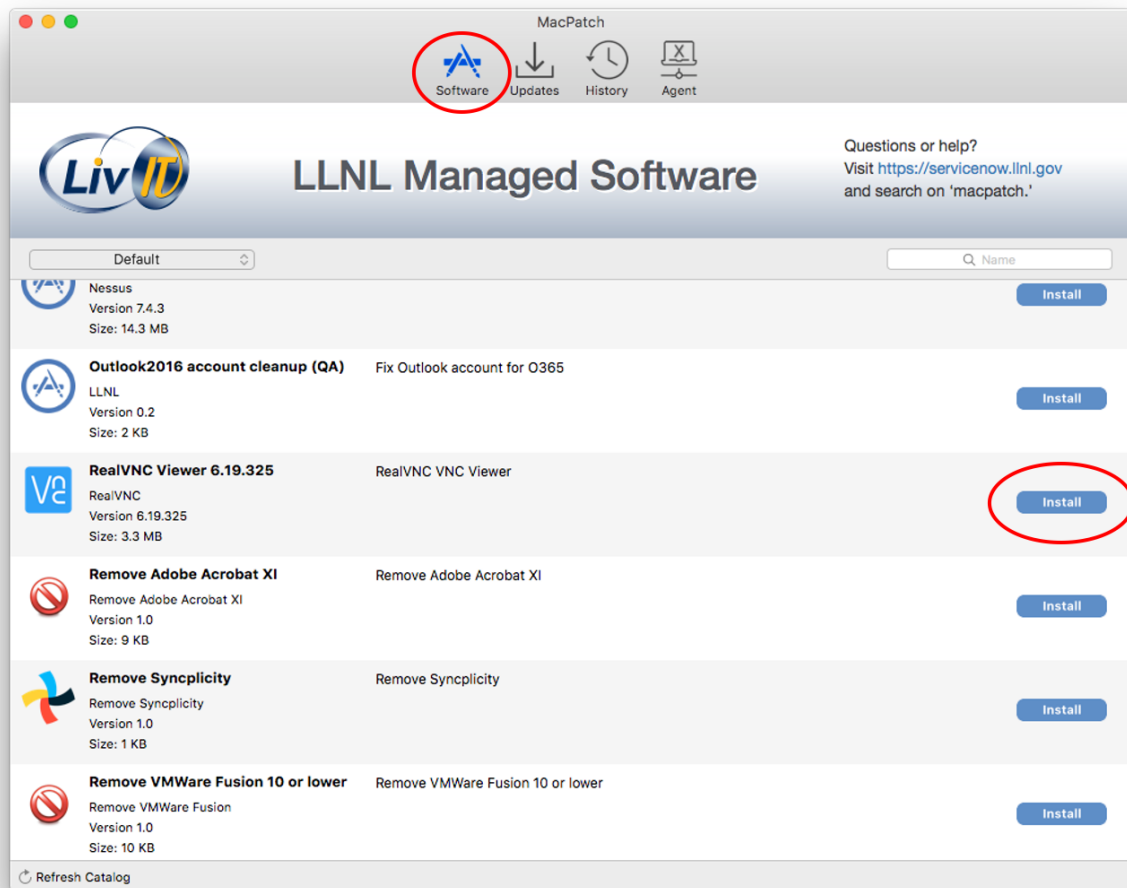 MacPatch
Software Updates History Agent
LivIT
LLNL Managed Software
Questions or help?
Visit https://servicenow.llnl.gov
and search on 'macpatch.'
Default
Name
Nessus
Version 7.4.3
Size: 14.3 MB
Install
Outlook2016 account cleanup (QA)
Fix Outlook account for O365
LLNL
Version 0.2
Size: 2 KB
Install
VNC
RealVNC Viewer 6.19.325
RealVNC VNC Viewer
RealVNC
Version 6.19.325
Size: 3.3 MB
Install
Remove Adobe Acrobat XI
Remove Adobe Acrobat XI
Remove Adobe Acrobat XI
Version 1.0
Size: 9 KB
Install
Remove Syncplicity
Remove Syncplicity
Remove Syncplicity
Version 1.0
Size: 1 KB
Install
Remove VMWare Fusion 10 or lower
Remove VMWare Fusion 10 or lower
Remove VMWare Fusion
Version 1.0
Size: 10 KB
Install
Refresh Catalog